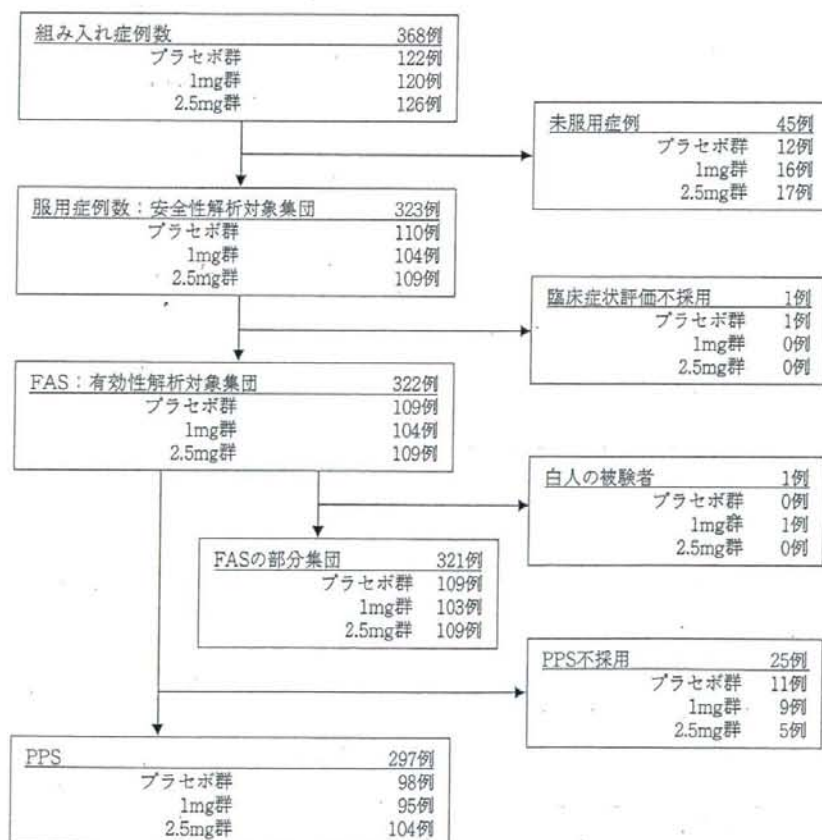 組み入れ症例数 368例
プラセボ群 122例
1mg群 120例
2.5mg群 126例
未服用症例 45例
プラセボ群 12例
1mg群 16例
2.5mg群 17例
服用症例数：安全性解析対象集団 323例
プラセボ群 110例
1mg群 104例
2.5mg群 109例
臨床症状評価不採用 1例
プラセボ群 1例
1mg群 0例
2.5mg群 0例
FAS：有効性解析対象集団 322例
プラセボ群 109例
1mg群 104例
2.5mg群 109例
白人の被験者 1例
プラセボ群 0例
1mg群 1例
2.5mg群 0例
FASの部分集団 321例
プラセボ群 109例
1mg群 103例
2.5mg群 109例
PPS不採用 25例
プラセボ群 11例
1mg群 9例
2.5mg群 5例
PPS 297例
プラセボ群 98例
1mg群 95例
2.5mg群 104例